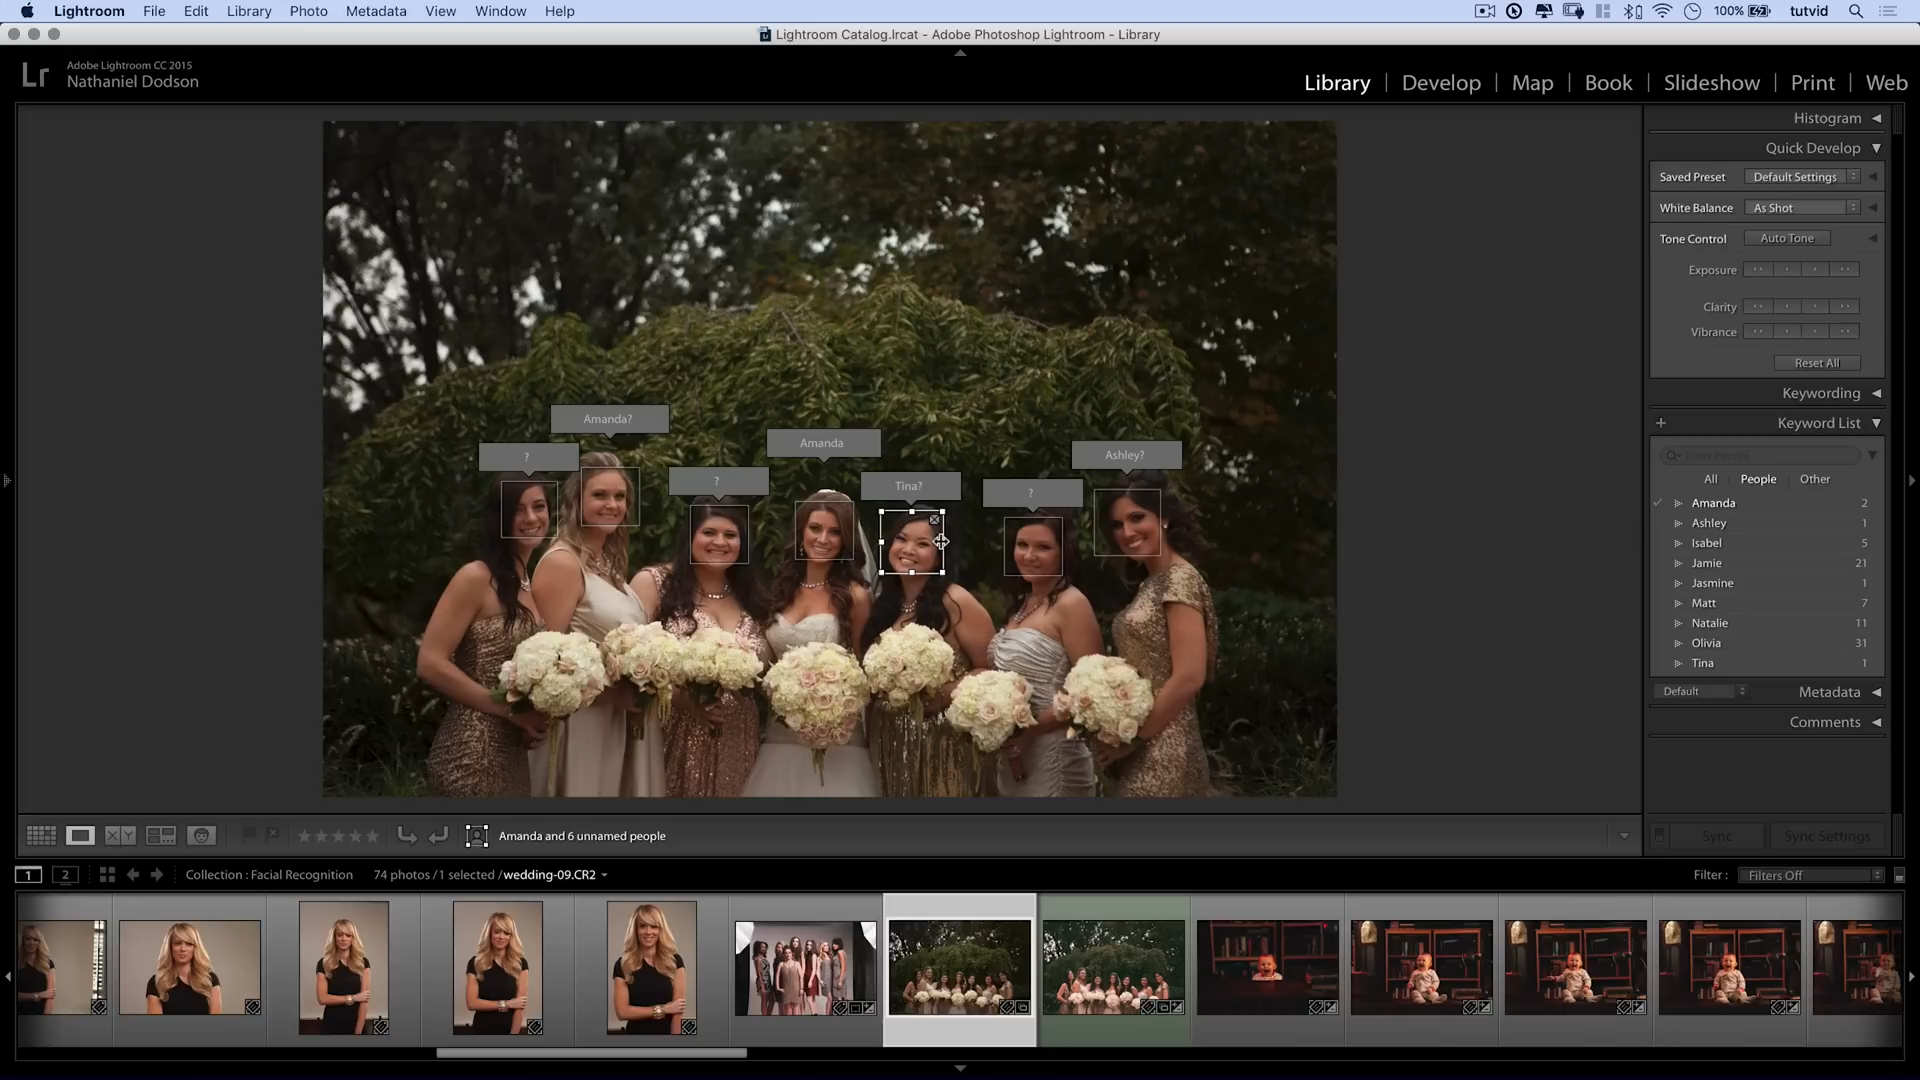 Lightroom File Edit Library Photo Metadata View Window Help 100% tutvid
Lightroom Catalog.lrcat - Adobe Photoshop Lightroom - Library
Lr Adobe Lightroom CC 2015
Nathaniel Dodson
Library | Develop | Map | Book | Slideshow | Print | Web
Histogram
Quick Develop
Saved Preset Default Settings
White Balance As Shot
Tone Control Auto Tone
Exposure
Clarity
Vibrance
Reset All
Keywording
+ Keyword List
Filter People
All People Other
Amanda 2
Ashley 1
Isabel 5
Jamie 21
Jasmine 1
Matt 7
Natalie 11
Olivia 31
Tina 1
Default Metadata
Comments
Sync Sync Settings
Amanda?
?
?
Amanda
Tina?
?
Ashley?
X Y
Amanda and 6 unnamed people
1 2 Collection : Facial Recognition 74 photos / 1 selected / wedding-09.CR2
Filter : Filters Off